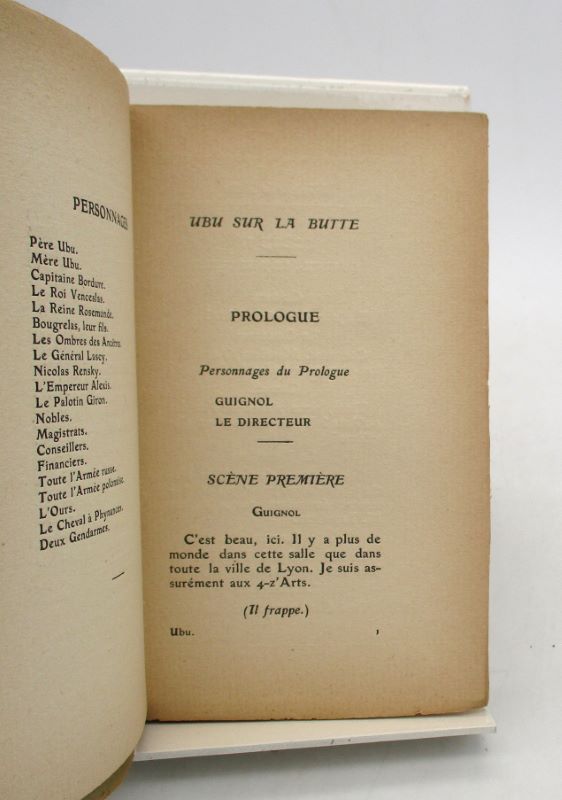 PERSONNAGES
Père Ubu.
Mère Ubu.
Capitaine Bordure.
Le Roi Venceslas.
La Reine Rosemonde.
Bougrelas, leur fils.
Les Ombres des Ancêtres.
Le Général Lascy.
Nicolas Rensky.
L'Empereur Alexis.
Le Palotin Giron.
Nobles.
Magistrats.
Conseillers.
Financiers.
Toute l'Armée russe.
Toute l'Armée polonaise.
L'Ours.
Le Cheval à Phynances.
Deux Gendarmes.
UBU SUR LA BUTTE
PROLOGUE
Personnages du Prologue
GUIGNOL
LE DIRECTEUR
SCÈNE PREMIÈRE
GUIGNOL
C'est beau, ici. Il y a plus de
monde dans cette salle que dans
toute la ville de Lyon. Je suis as-
surément aux 4-z'Arts.
(Il frappe.)
Ubu. 1